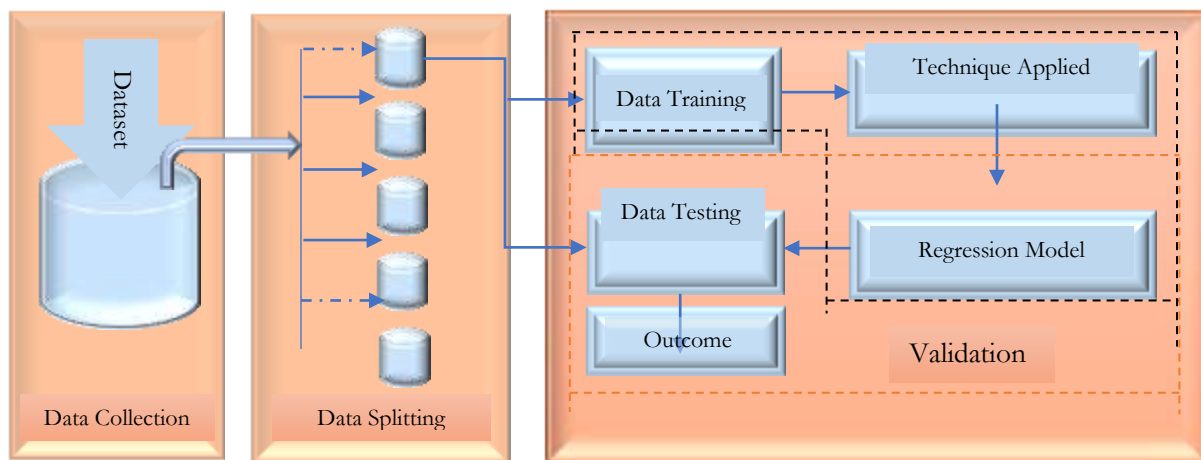 Dataset
Data Collection
Data Splitting
Data Training
Technique Applied
Data Testing
Regression Model
Outcome
Validation